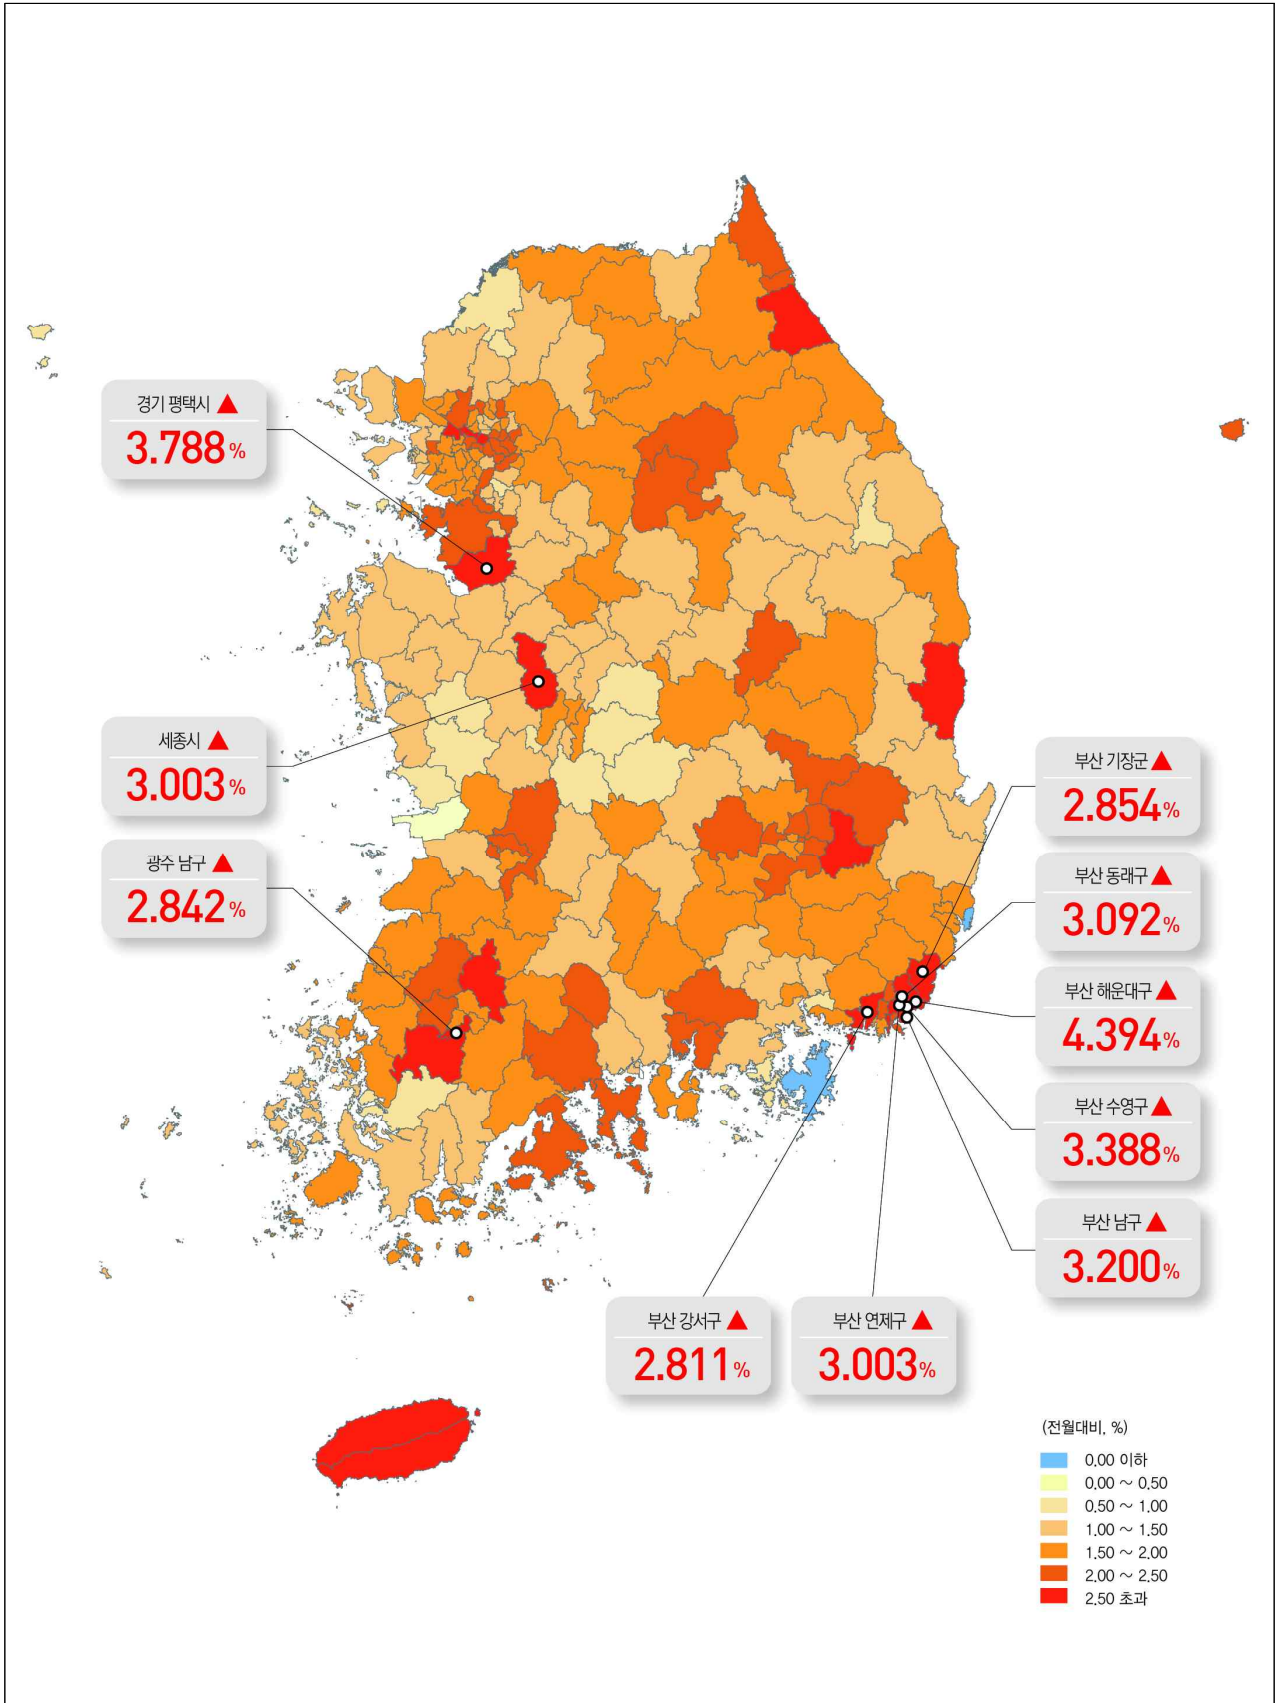 경기 평택시 ▲
3.788%
세종시 ▲
3.003%
광주 남구 ▲
2.842%
부산 기장군 ▲
2.854%
부산 동래구 ▲
3.092%
부산 해운대구 ▲
4.394%
부산 수영구 ▲
3.388%
부산 남구 ▲
3.200%
부산 강서구 ▲
2.811%
부산 연제구 ▲
3.003%
(전월대비, %)
0.00 이하
0.00 ~ 0.50
0.50 ~ 1.00
1.00 ~ 1.50
1.50 ~ 2.00
2.00 ~ 2.50
2.50 초과